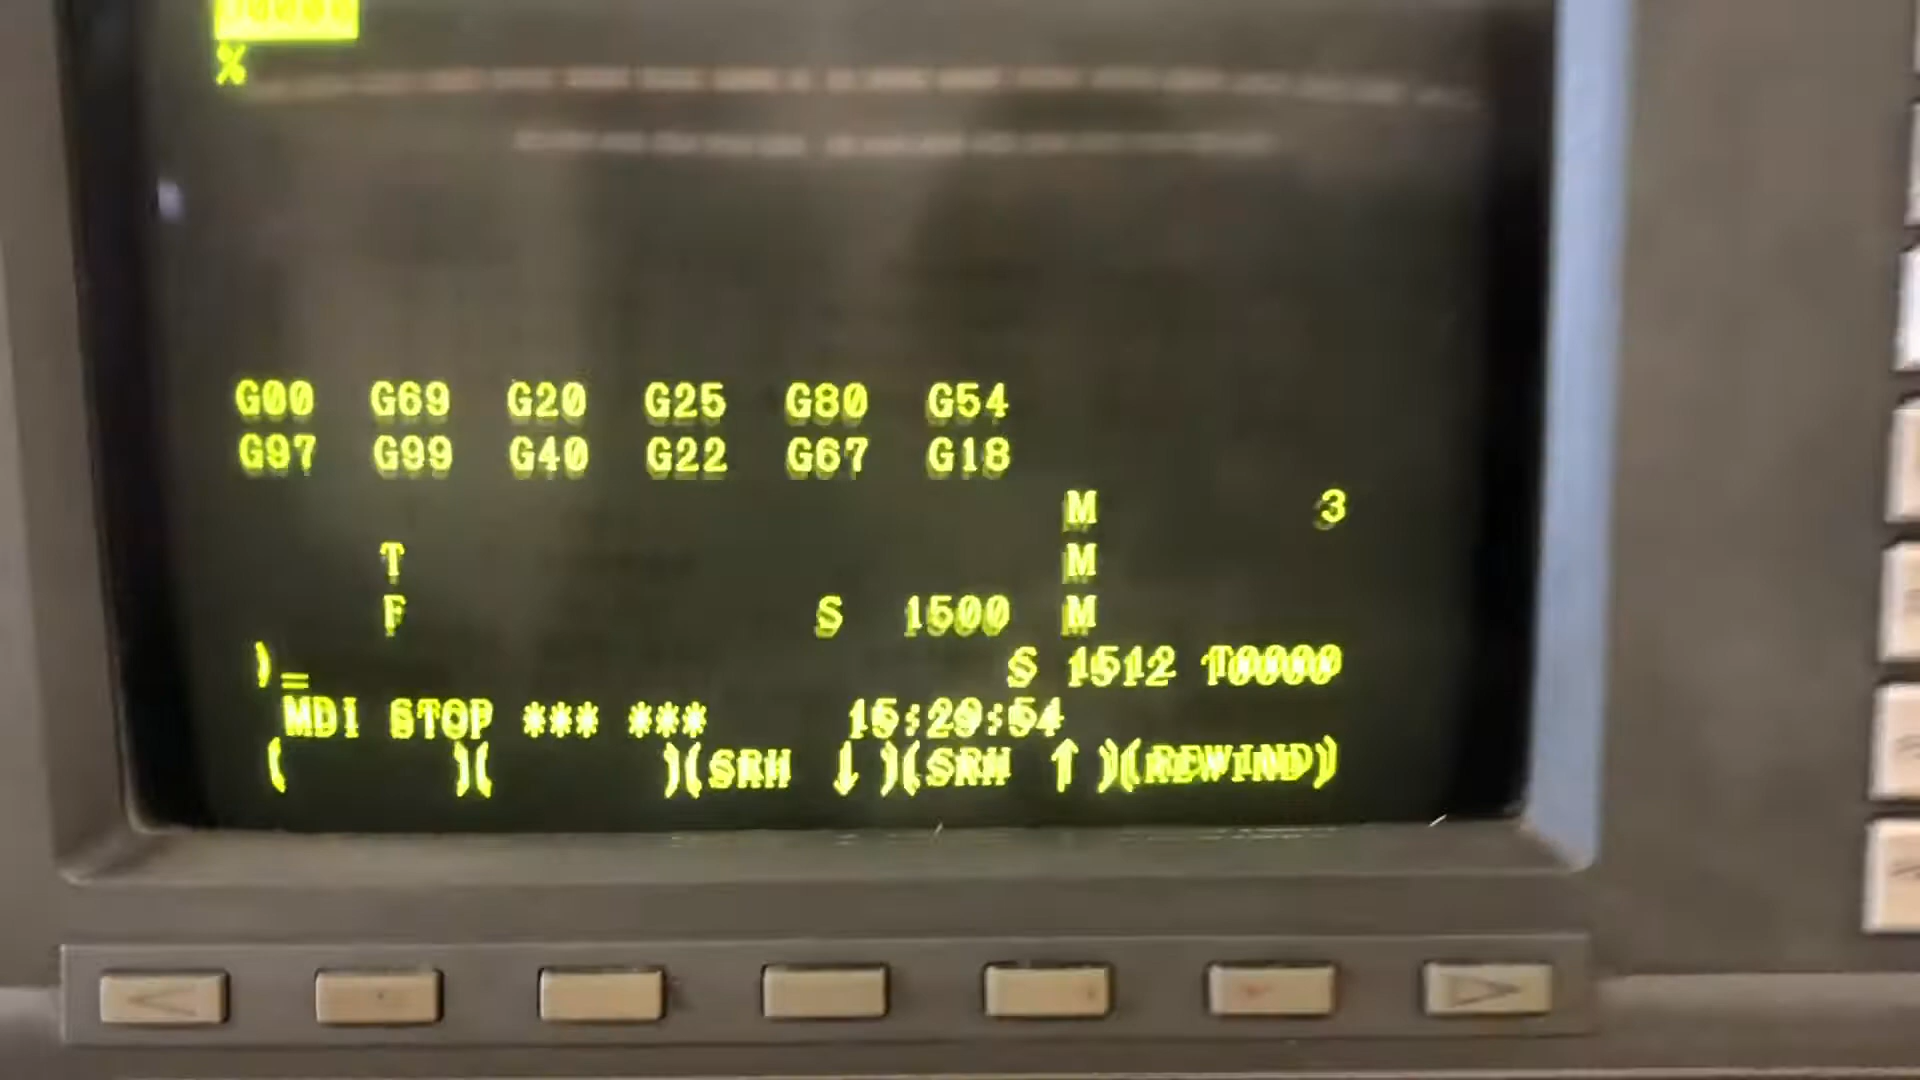 %
G00 G69 G20 G25 G80 G54
G97 G99 G40 G22 G67 G18
M 3
T M
F S 1500 M
)_ S 1512 T0000
MDI STOP *** *** 15:29:54
( )( )(SRH ↓)(SRH ↑)(REWIND)